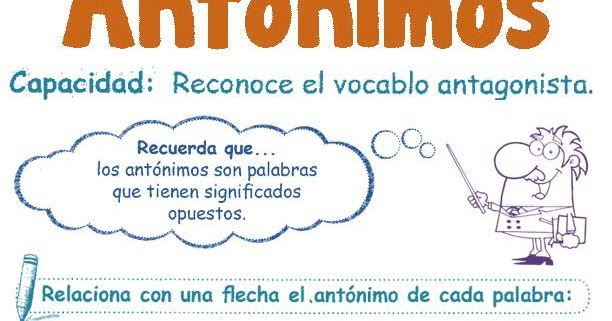 Antónimos
Capacidad: Reconoce el vocablo antagonista.
Recuerda que...
los antónimos son palabras
que tienen significados
opuestos.
Relaciona con una flecha el antónimo de cada palabra: